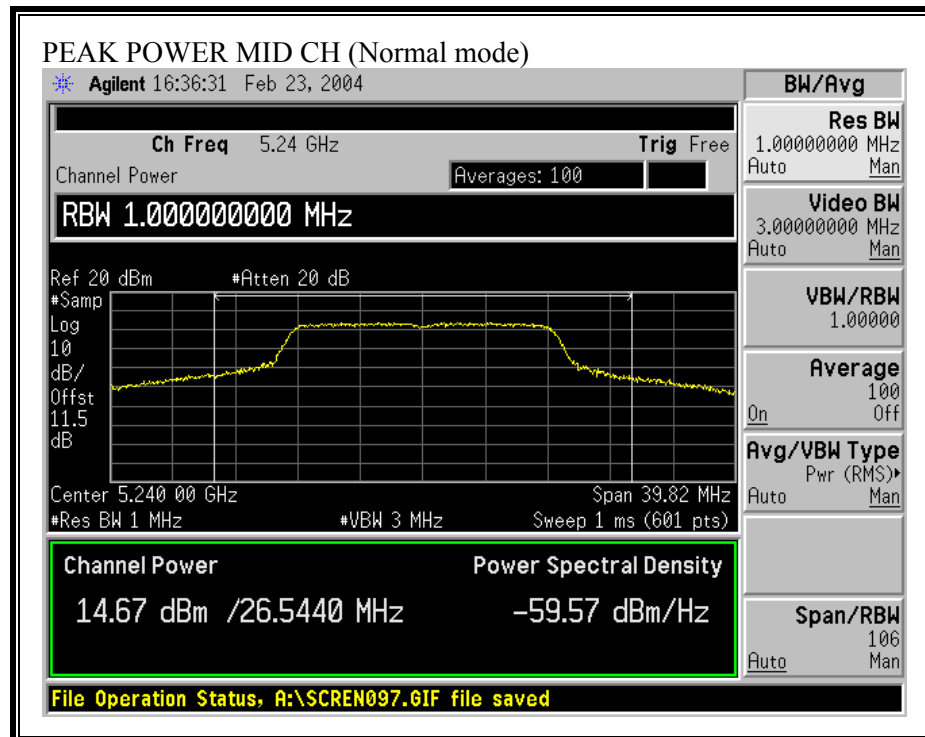 PEAK POWER MID CH (Normal mode)
Agilent 16:36:31 Feb 23, 2004
BW/Avg
Ch Freq 5.24 GHz Trig Free
Channel Power Averages: 100
RBW 1.000000000 MHz
Ref 20 dBm #Atten 20 dB
#Samp
Log
10
dB/
Offst
11.5
dB
Center 5.240 00 GHz Span 39.82 MHz
#Res BW 1 MHz #VBW 3 MHz Sweep 1 ms (601 pts)
Channel Power Power Spectral Density
14.67 dBm /26.5440 MHz -59.57 dBm/Hz
File Operation Status, A:\SCREN097.GIF file saved
Res BW
1.00000000 MHz
Auto Man
Video BW
3.00000000 MHz
Auto Man
VBW/RBW
1.00000
Average
100
On Off
Avg/VBW Type
Pwr (RMS)
Auto Man
Span/RBW
106
Auto Man